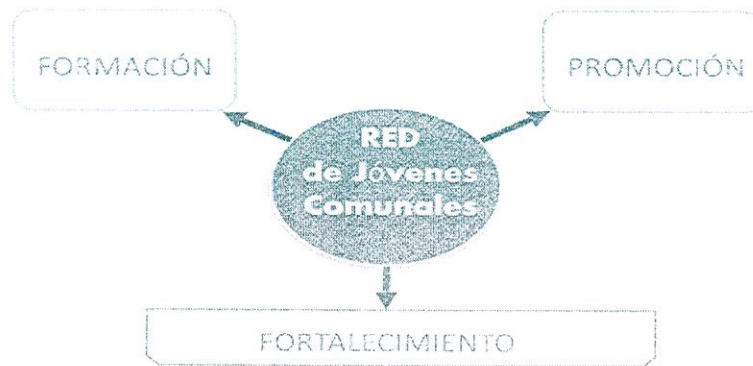 FORMACIÓN
PROMOCIÓN
RED
de Jóvenes
Comunales
FORTALECIMIENTO